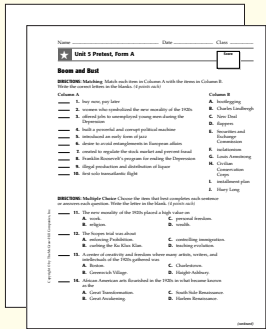 Name Date Class
Unit 5 Pretest, Form A
Score
Boom and Bust
DIRECTIONS: Matching Match each item in Column A with the items in Column B.
Write the correct letters in the blanks. (4 points each)
Column A
Column B
1. buy now, pay later
2. women who symbolized the new morality of the 1920s
3. offered jobs to unemployed young men during the Depression
4. built a powerful and corrupt political machine
5. introduced an early form of jazz
6. desire to avoid entanglements in European affairs
7. created to regulate the stock market and prevent fraud
8. Franklin Roosevelt's program for ending the Depression
9. illegal production and distribution of liquor
10. first solo transatlantic flight
A. bootlegging
B. Charles Lindbergh
C. New Deal
D. flappers
E. Securities and
Exchange
Commission
F. isolationism
G. Louis Armstrong
H. Civilian
Conservation
Corps
I. installment plan
J. Huey Long
DIRECTIONS: Multiple Choice Choose the item that best completes each sentence
or answers each question. Write the letter in the blank. (4 points each)
11. The new morality of the 1920s placed a high value on
A. work. C. personal freedom.
B. religion. D. wealth.
12. The Scopes trial was about
A. enforcing Prohibition. C. controlling immigration.
B. curbing the Ku Klux Klan. D. teaching evolution.
13. A center of creativity and freedom where many artists, writers, and
intellectuals of the 1920s gathered was
A. Boston. C. Charlestown.
B. Greenwich Village. D. Haight-Ashbury.
14. African American arts flourished in the 1920s in what became known
as the
A. Great Transformation. C. South Side Renaissance.
B. Great Awakening. D. Harlem Renaissance.
(continued)